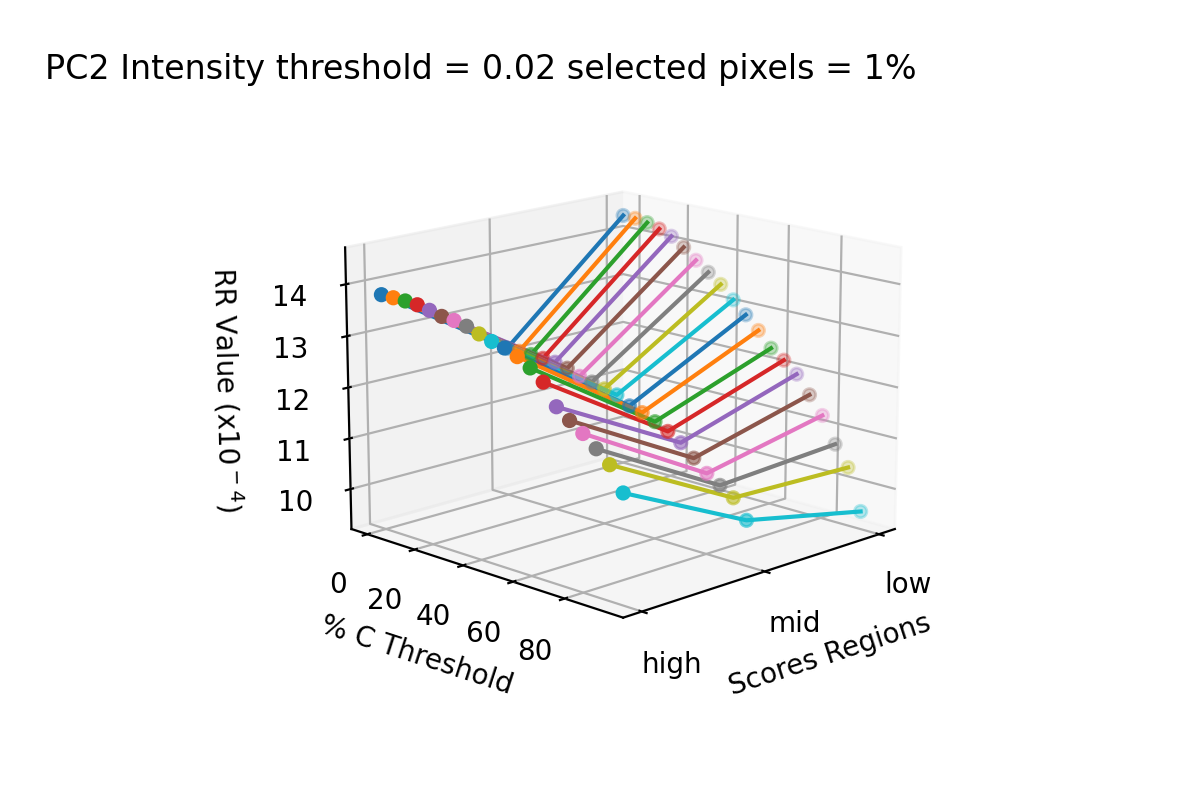 PC2 Intensity threshold = 0.02 selected pixels = 1%
RR Value (x10⁻⁴)
14
13
12
11
10
0
20
40
60
80
% C Threshold
high
mid
low
Scores Regions